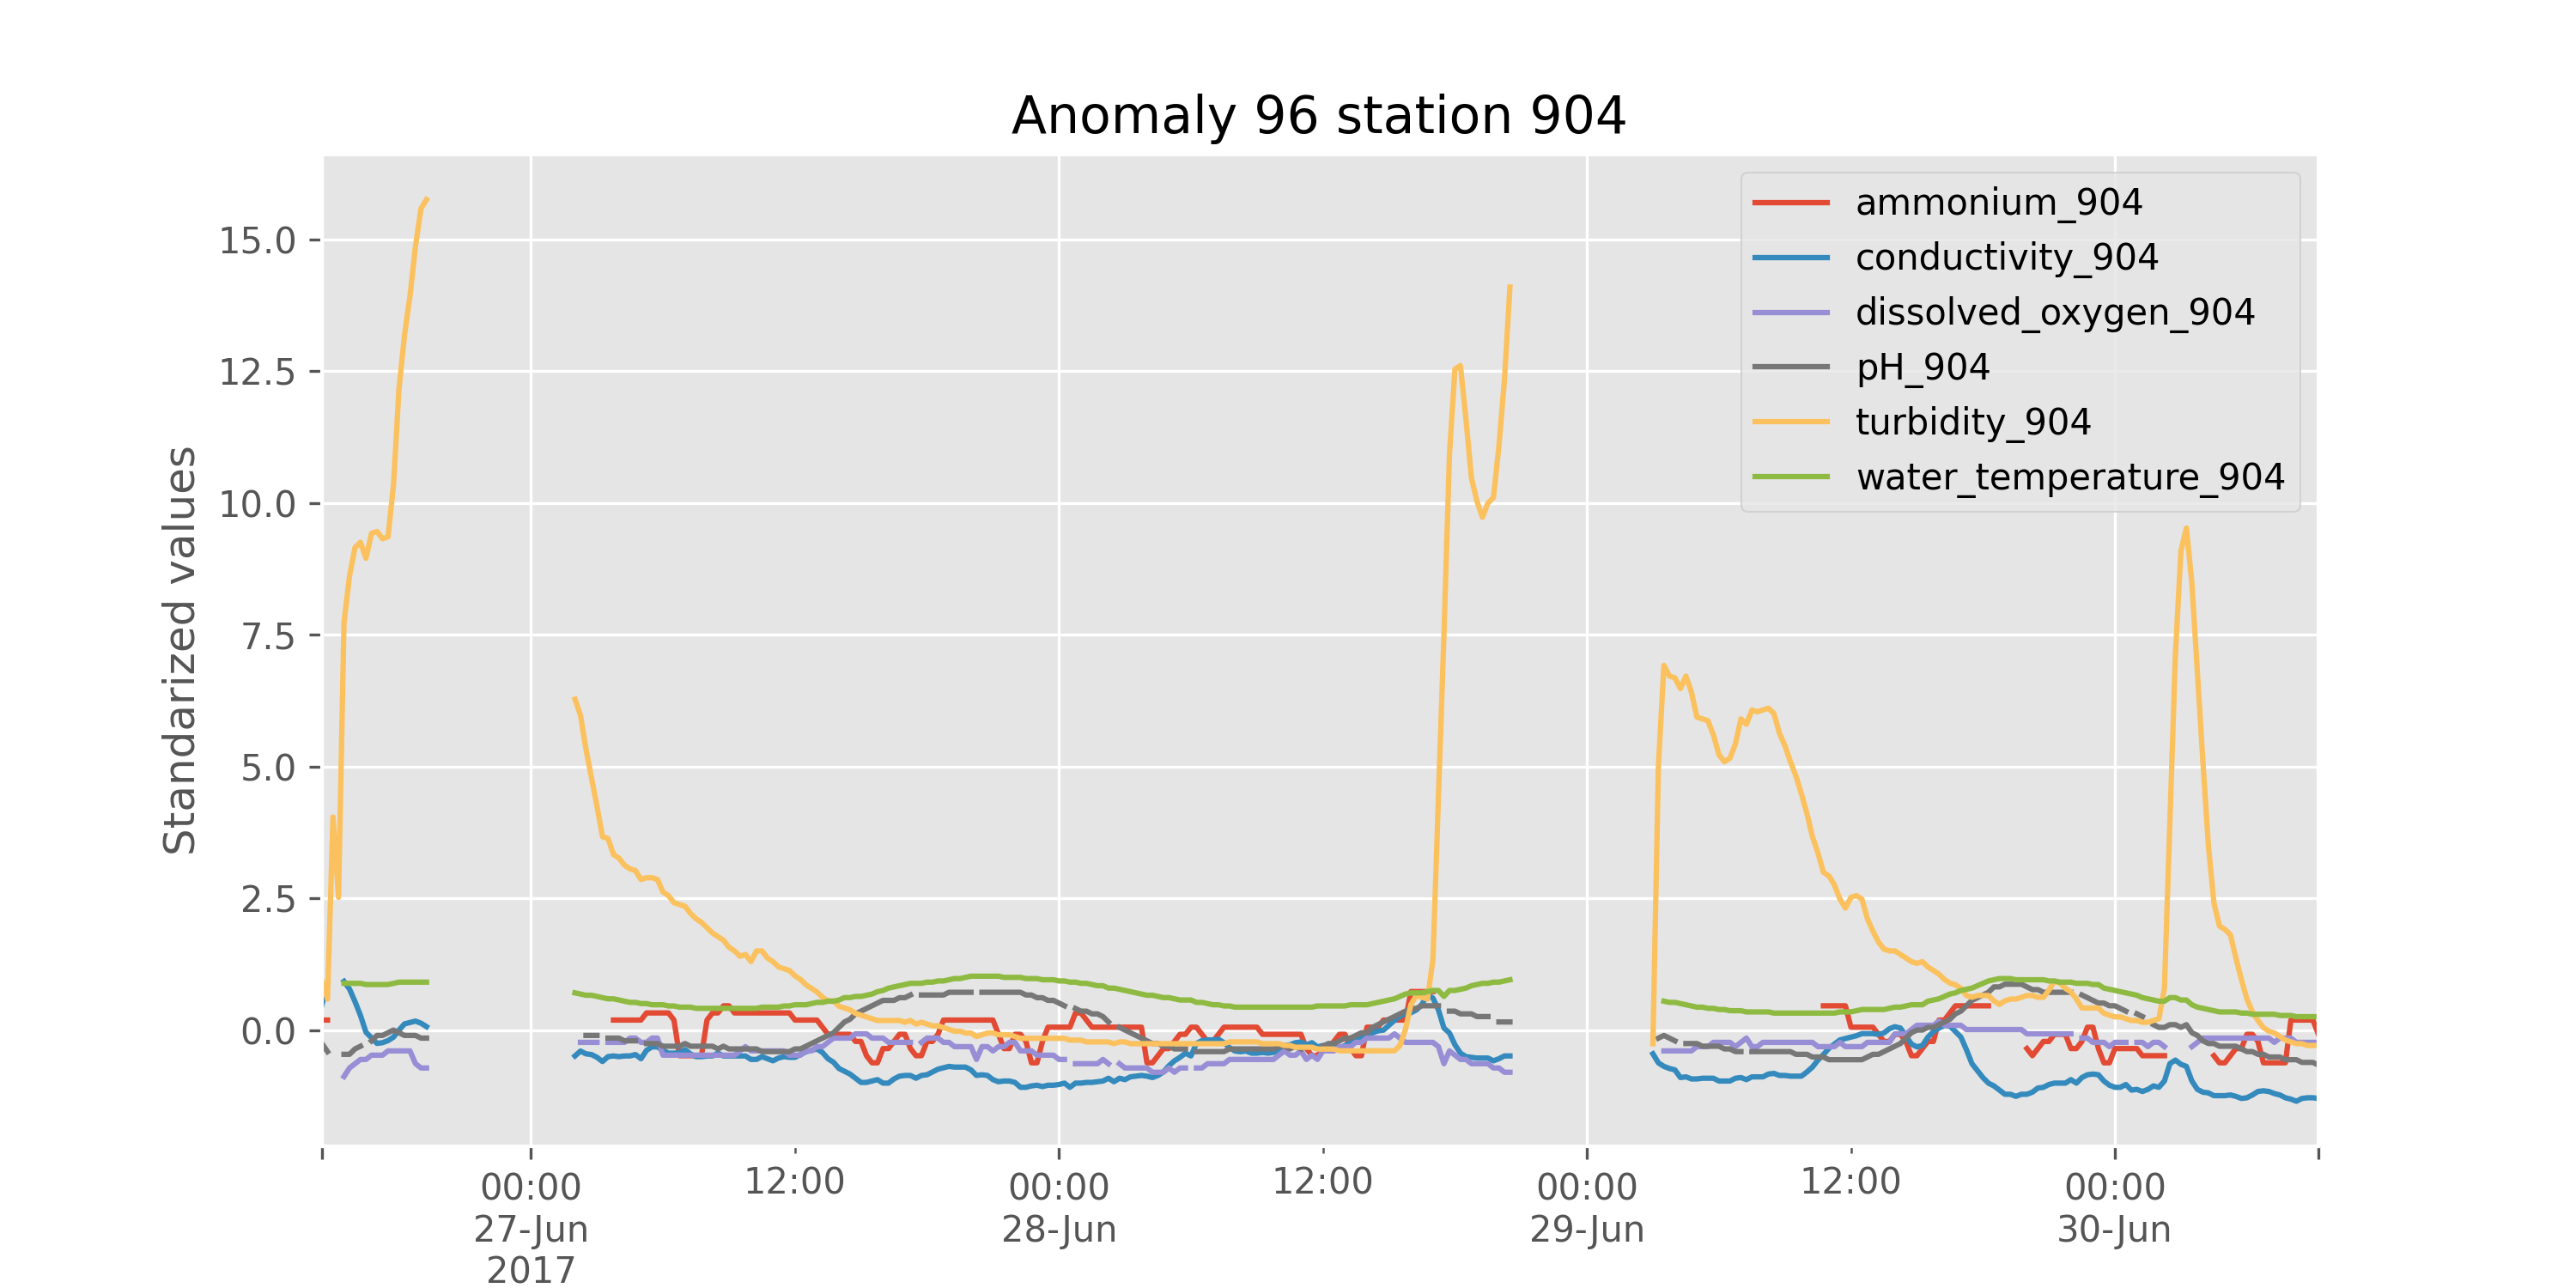 Anomaly 96 station 904
Standarized values
15.0
12.5
10.0
7.5
5.0
2.5
0.0
ammonium_904
conductivity_904
dissolved_oxygen_904
pH_904
turbidity_904
water_temperature_904
00:00 12:00 00:00 12:00 00:00 12:00 00:00
27-Jun 28-Jun 29-Jun 30-Jun
2017